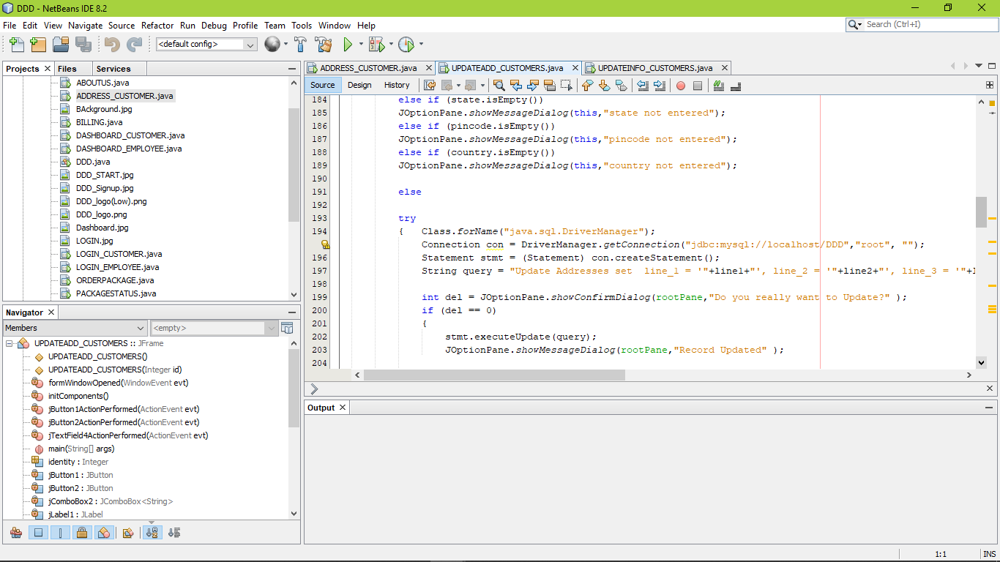 DDD - NetBeans IDE 8.2
File Edit View Navigate Source Refactor Run Debug Profile Team Tools Window Help
Search (Ctrl+I)
<default config>
Projects Files Services
ABOUTUS.java
ADDRESS_CUSTOMER.java
BAckground.jpg
BILLING.java
DASHBOARD_CUSTOMER.java
DASHBOARD_EMPLOYEE.java
DDD.java
DDD_START.jpg
DDD_Signup.jpg
DDD_logo(Low).png
DDD_logo.png
Dashboard.jpg
LOGIN.jpg
LOGIN_CUSTOMER.java
LOGIN_EMPLOYEE.java
ORDERPACKAGE.java
PACKAGESTATUS.java
Navigator
Members <empty>
UPDATEADD_CUSTOMERS :: JFrame
UPDATEADD_CUSTOMERS()
UPDATEADD_CUSTOMERS(Integer id)
formWindowOpened(WindowEvent evt)
initComponents()
jButton1ActionPerformed(ActionEvent evt)
jButton2ActionPerformed(ActionEvent evt)
jTextField4ActionPerformed(ActionEvent evt)
main(String[] args)
identity : Integer
jButton1 : JButton
jButton2 : JButton
jComboBox2 : JComboBox<String>
jLabel1 : JLabel
ADDRESS_CUSTOMER.java UPDATEADD_CUSTOMERS.java UPDATEINFO_CUSTOMERS.java
Source Design History
184 else if (state.isEmpty())
185 JOptionPane.showMessageDialog(this,"state not entered");
186 else if (pincode.isEmpty())
187 JOptionPane.showMessageDialog(this,"pincode not entered");
188 else if (country.isEmpty())
189 JOptionPane.showMessageDialog(this,"country not entered");
190
191 else
192
193 try
194 { Class.forName("java.sql.DriverManager");
Connection con = DriverManager.getConnection("jdbc:mysql://localhost/DDD","root", "");
196 Statement stmt = (Statement) con.createStatement();
197 String query = "Update Addresses set line_1 = '"+line1+"', line_2 = '"+line2+"', line_3 = '"+l
198
199 int del = JOptionPane.showConfirmDialog(rootPane,"Do you really want to Update?" );
200 if (del == 0)
201 {
202 stmt.executeUpdate(query);
203 JOptionPane.showMessageDialog(rootPane,"Record Updated" );
204
Output
1:1 INS